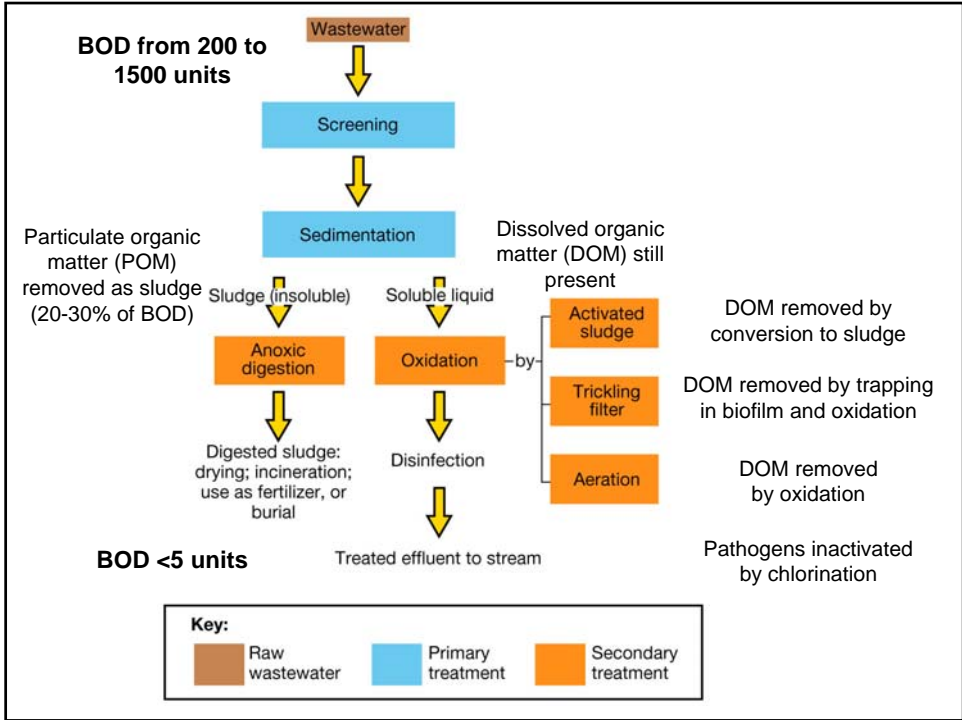 Wastewater
BOD from 200 to
1500 units
Screening
Sedimentation
Particulate organic
matter (POM)
removed as sludge
(20-30% of BOD)
Dissolved organic
matter (DOM) still
present
Sludge (insoluble)
Soluble liquid
Anoxic
digestion
Oxidation
by
Activated
sludge
DOM removed by
conversion to sludge
Trickling
filter
DOM removed by trapping
in biofilm and oxidation
Aeration
DOM removed
by oxidation
Digested sludge:
drying; incineration;
use as fertilizer, or
burial
Disinfection
BOD <5 units
Treated effluent to stream
Pathogens inactivated
by chlorination
Key:
Raw
wastewater
Primary
treatment
Secondary
treatment